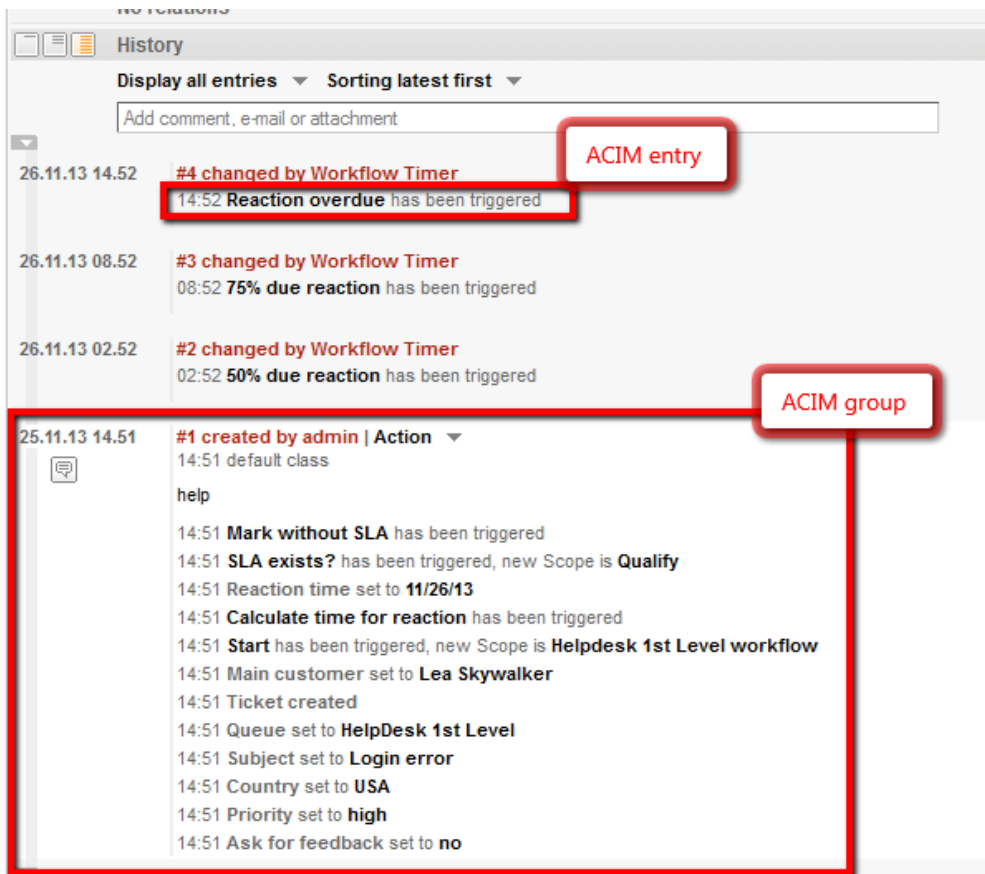 No relations
History
Display all entries Sorting latest first
Add comment, e-mail or attachment
ACIM entry
26.11.13 14.52 #4 changed by Workflow Timer
14:52 Reaction overdue has been triggered
26.11.13 08.52 #3 changed by Workflow Timer
08:52 75% due reaction has been triggered
26.11.13 02.52 #2 changed by Workflow Timer
02:52 50% due reaction has been triggered
ACIM group
25.11.13 14.51 #1 created by admin | Action
14:51 default class
help
14:51 Mark without SLA has been triggered
14:51 SLA exists? has been triggered, new Scope is Qualify
14:51 Reaction time set to 11/26/13
14:51 Calculate time for reaction has been triggered
14:51 Start has been triggered, new Scope is Helpdesk 1st Level workflow
14:51 Main customer set to Lea Skywalker
14:51 Ticket created
14:51 Queue set to HelpDesk 1st Level
14:51 Subject set to Login error
14:51 Country set to USA
14:51 Priority set to high
14:51 Ask for feedback set to no